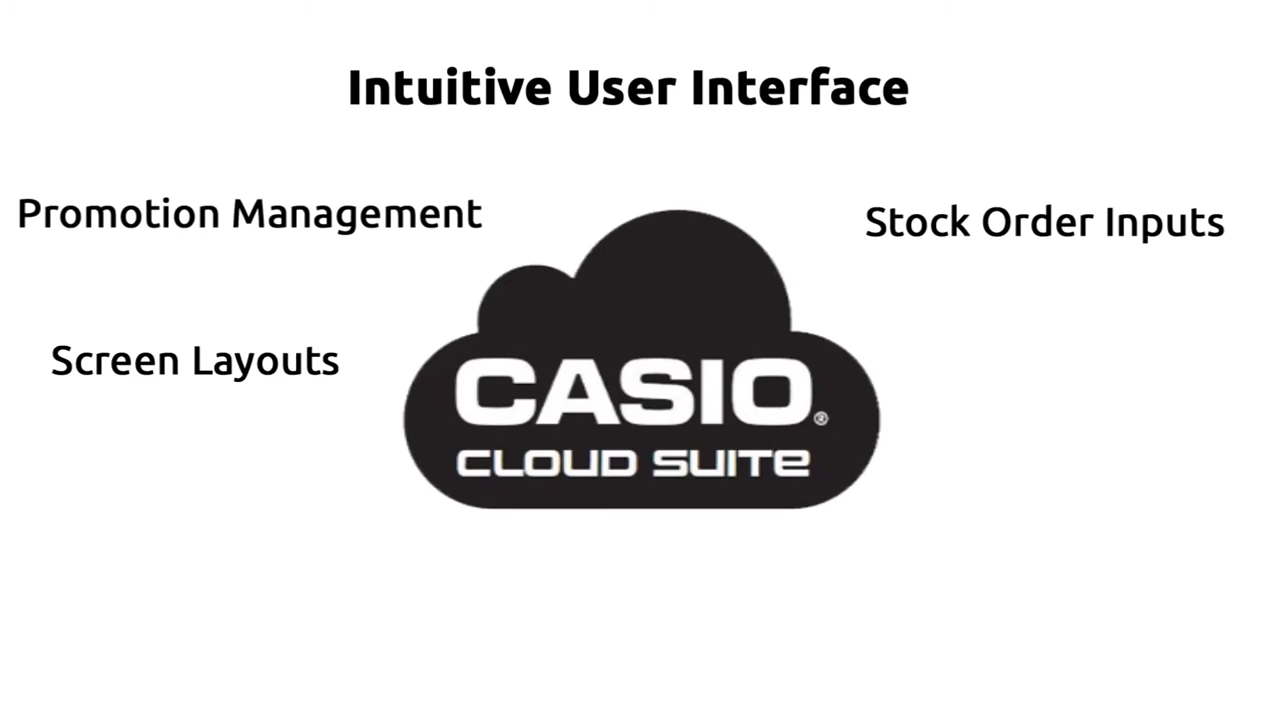 Intuitive User Interface
Promotion Management
Stock Order Inputs
Screen Layouts
CASIO®
CLOUD SUITE